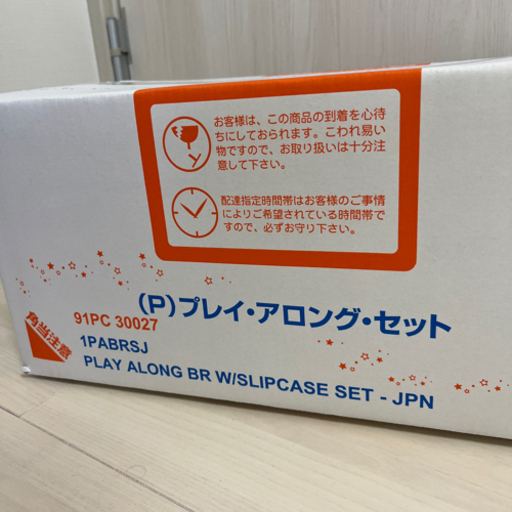 お客様は、この商品の到着を心待
ちにしておられます。こわれ易い
物ですので、お取り扱いは十分注
意して下さい。
配達指定時間帯はお客様のご事情
によりご希望されている時間帯で
すので、必ずお守り下さい。
(P)プレイ・アロング・セット
角当注意
91PC 30027
1PABRSJ
PLAY ALONG BR W/SLIPCASE SET - JPN